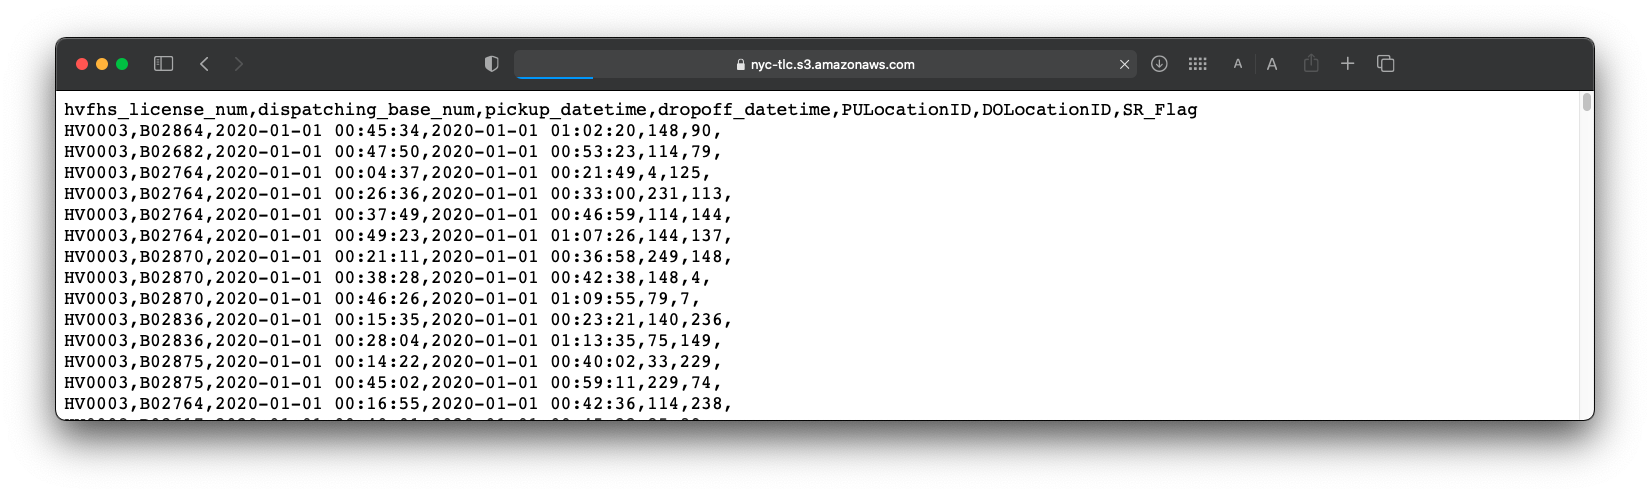 nyc-tlc.s3.amazonaws.com
A A
hvfhs_license_num,dispatching_base_num,pickup_datetime,dropoff_datetime,PULocationID,DOLocationID,SR_Flag
HV0003,B02864,2020-01-01 00:45:34,2020-01-01 01:02:20,148,90,
HV0003,B02682,2020-01-01 00:47:50,2020-01-01 00:53:23,114,79,
HV0003,B02764,2020-01-01 00:04:37,2020-01-01 00:21:49,4,125,
HV0003,B02764,2020-01-01 00:26:36,2020-01-01 00:33:00,231,113,
HV0003,B02764,2020-01-01 00:37:49,2020-01-01 00:46:59,114,144,
HV0003,B02764,2020-01-01 00:49:23,2020-01-01 01:07:26,144,137,
HV0003,B02870,2020-01-01 00:21:11,2020-01-01 00:36:58,249,148,
HV0003,B02870,2020-01-01 00:38:28,2020-01-01 00:42:38,148,4,
HV0003,B02870,2020-01-01 00:46:26,2020-01-01 01:09:55,79,7,
HV0003,B02836,2020-01-01 00:15:35,2020-01-01 00:23:21,140,236,
HV0003,B02836,2020-01-01 00:28:04,2020-01-01 01:13:35,75,149,
HV0003,B02875,2020-01-01 00:14:22,2020-01-01 00:40:02,33,229,
HV0003,B02875,2020-01-01 00:45:02,2020-01-01 00:59:11,229,74,
HV0003,B02764,2020-01-01 00:16:55,2020-01-01 00:42:36,114,238,